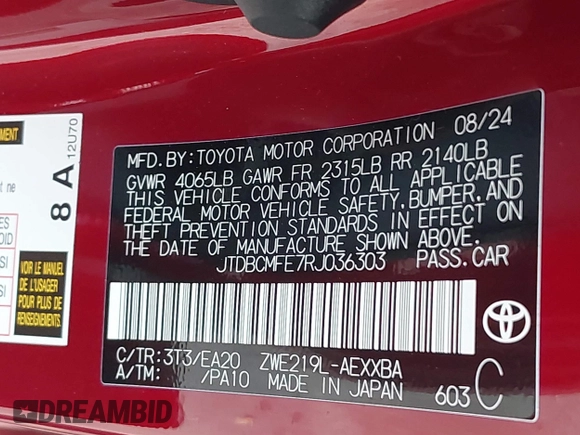 MFD.BY:TOYOTA MOTOR CORPORATION 08/24
GVWR 4065LB GAWR FR 2315LB RR 2140LB
THIS VEHICLE CONFORMS TO ALL APPLICABLE
FEDERAL MOTOR VEHICLE SAFETY,BUMPER,AND
THEFT PREVENTION STANDARDS IN EFFECT ON
THE DATE OF MANUFACTURE SHOWN ABOVE.
JTDBCMFE7RJ036303 PASS.CAR
C/TR:3T3/EA20 ZWE219L-AEXXBA
A/TM: /PA10 MADE IN JAPAN 603 C
8 A 12U70
VOIR LE MANUEL
DE L'USAGER
POUR PLUS DE
RENSEIGNEMENTS.
DREAMBID